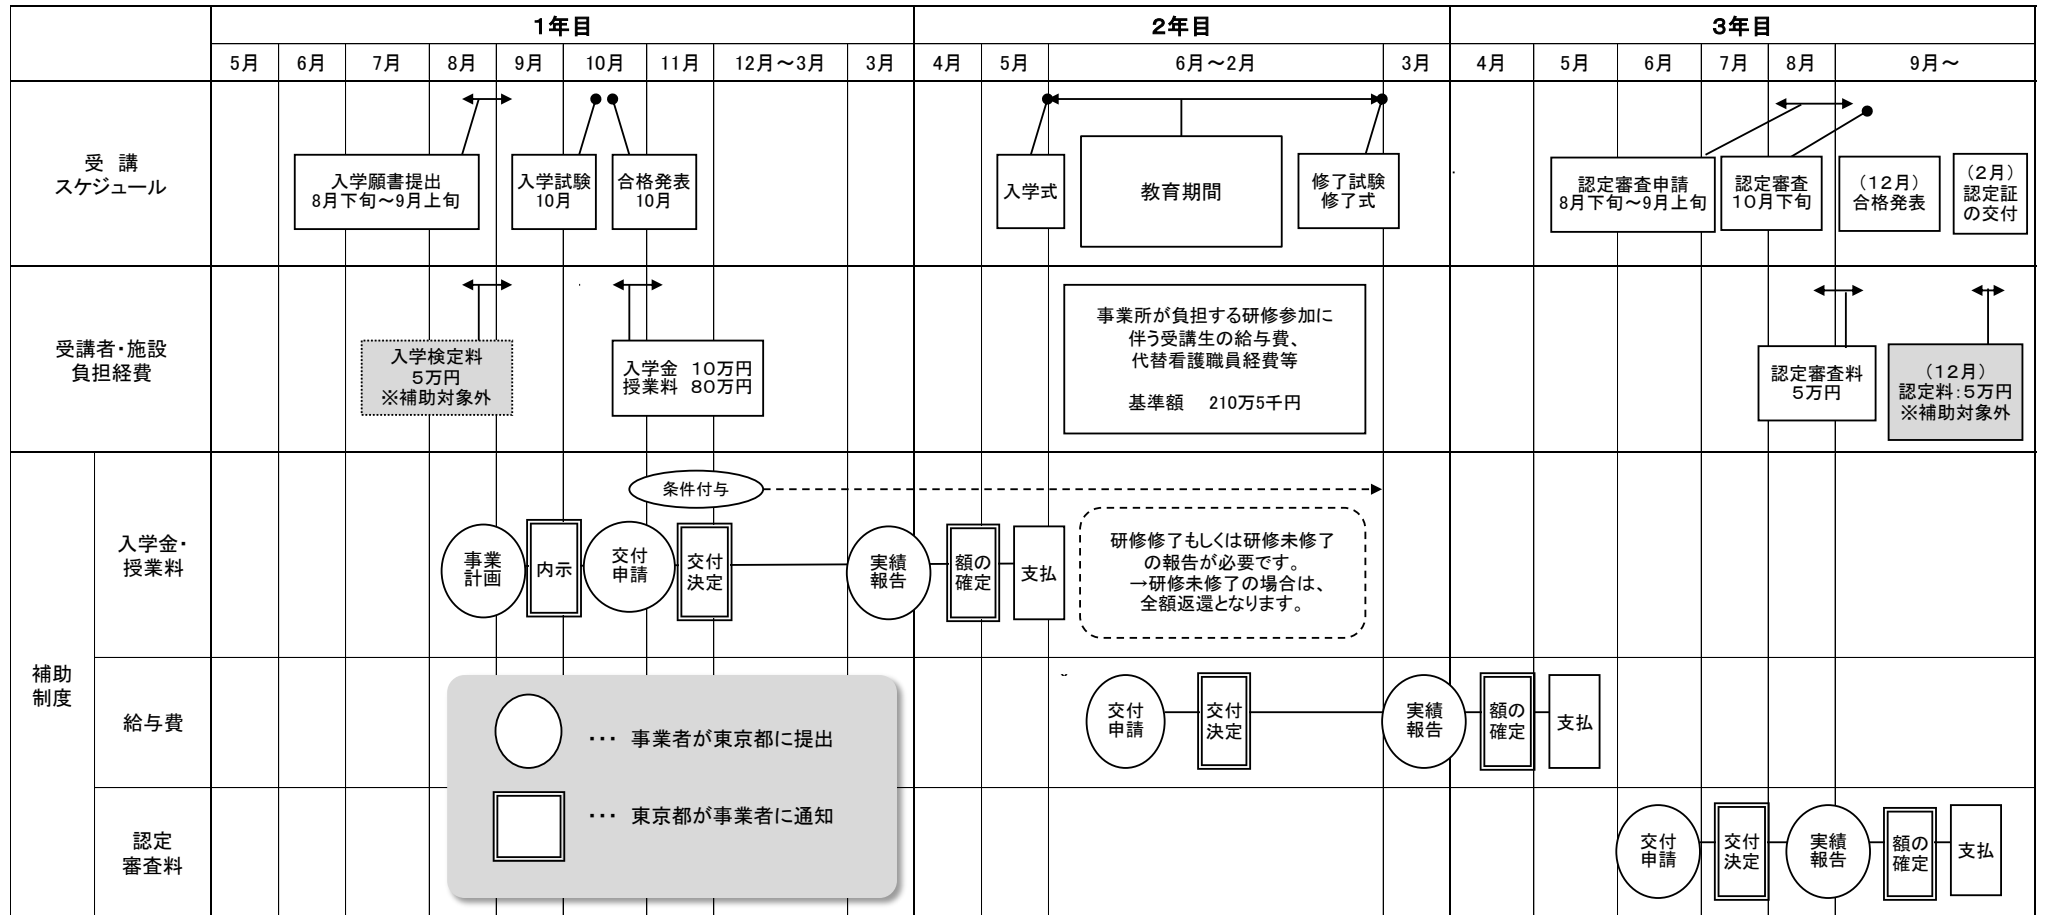 1年目
2年目
3年目
5月
6月
7月
8月
9月
10月
11月
12月～3月
3月
4月
5月
6月～2月
3月
4月
5月
6月
7月
8月
9月～
受　講
スケジュール
入学願書提出
8月下旬～9月上旬
入学試験
10月
合格発表
10月
入学式
教育期間
修了試験
修了式
認定審査申請
8月下旬～9月上旬
認定審査
10月下旬
（12月）
合格発表
（2月）
認定証
の交付
受講者・施設
負担経費
入学検定料
5万円
※補助対象外
入学金　10万円
授業料　80万円
事業所が負担する研修参加に
伴う受講生の給与費、
代替看護職員経費等
基準額　　210万5千円
認定審査料
5万円
（12月）
認定料：5万円
※補助対象外
補助
制度
入学金・
授業料
条件付与
事業
計画
内示
交付
申請
交付
決定
実績
報告
額の
確定
支払
研修修了もしくは研修未修了
の報告が必要です。
→研修未修了の場合は、
全額返還となります。
給与費
交付
申請
交付
決定
実績
報告
額の
確定
支払
・・・　事業者が東京都に提出
・・・　東京都が事業者に通知
認定
審査料
交付
申請
交付
決定
実績
報告
額の
確定
支払